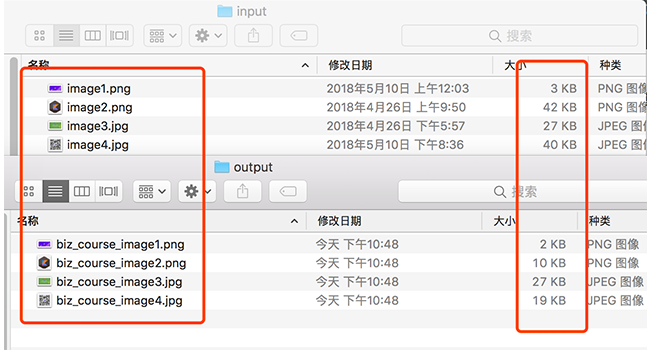 input
搜索
名称 修改日期 大小 种类
image1.png 2018年5月10日 上午12:03 3 KB PNG 图像
image2.png 2018年4月26日 上午9:50 42 KB PNG 图像
image3.jpg 2018年4月26日 下午5:57 27 KB JPEG 图像
image4.jpg 2018年5月10日 下午8:36 40 KB JPEG 图像
output
搜索
名称 修改日期 大小 种类
biz_course_image1.png 今天 下午10:48 2 KB PNG 图像
biz_course_image2.png 今天 下午10:48 10 KB PNG 图像
biz_course_image3.jpg 今天 下午10:48 27 KB JPEG 图像
biz_course_image4.jpg 今天 下午10:48 19 KB JPEG 图像